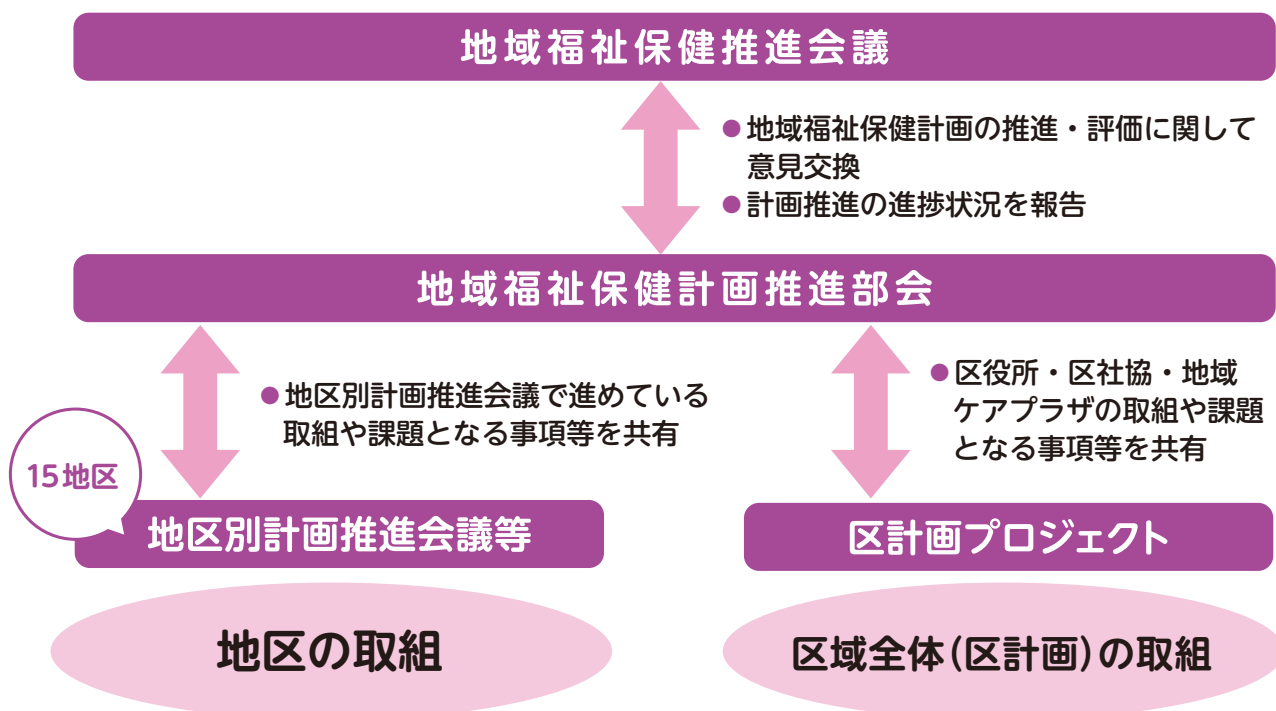 地域福祉保健推進会議
●地域福祉保健計画の推進・評価に関して
意見交換
●計画推進の進捗状況を報告
地域福祉保健計画推進部会
●地区別計画推進会議で進めている
取組や課題となる事項等を共有
●区役所・区社協・地域
ケアプラザの取組や課題
となる事項等を共有
15地区
地区別計画推進会議等
区計画プロジェクト
地区の取組
区域全体(区計画)の取組